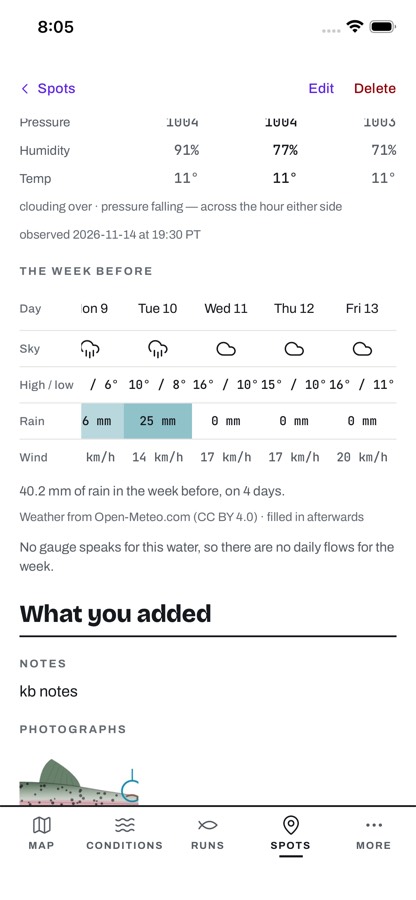 8:05
Spots Edit Delete
Pressure 1004 1004 1003
Humidity 91% 77% 71%
Temp 11° 11° 11°
clouding over · pressure falling — across the hour either side
observed 2026-11-14 at 19:30 PT
THE WEEK BEFORE
Day on 9 Tue 10 Wed 11 Thu 12 Fri 13
Sky
High / low / 6° 10° / 8° 16° / 10° 15° / 10° 16° / 11°
Rain 6 mm 25 mm 0 mm 0 mm 0 mm
Wind km/h 14 km/h 17 km/h 17 km/h 20 km/h
40.2 mm of rain in the week before, on 4 days.
Weather from Open-Meteo.com (CC BY 4.0) · filled in afterwards
No gauge speaks for this water, so there are no daily flows for the
week.
What you added
NOTES
kb notes
PHOTOGRAPHS
MAP CONDITIONS RUNS SPOTS MORE